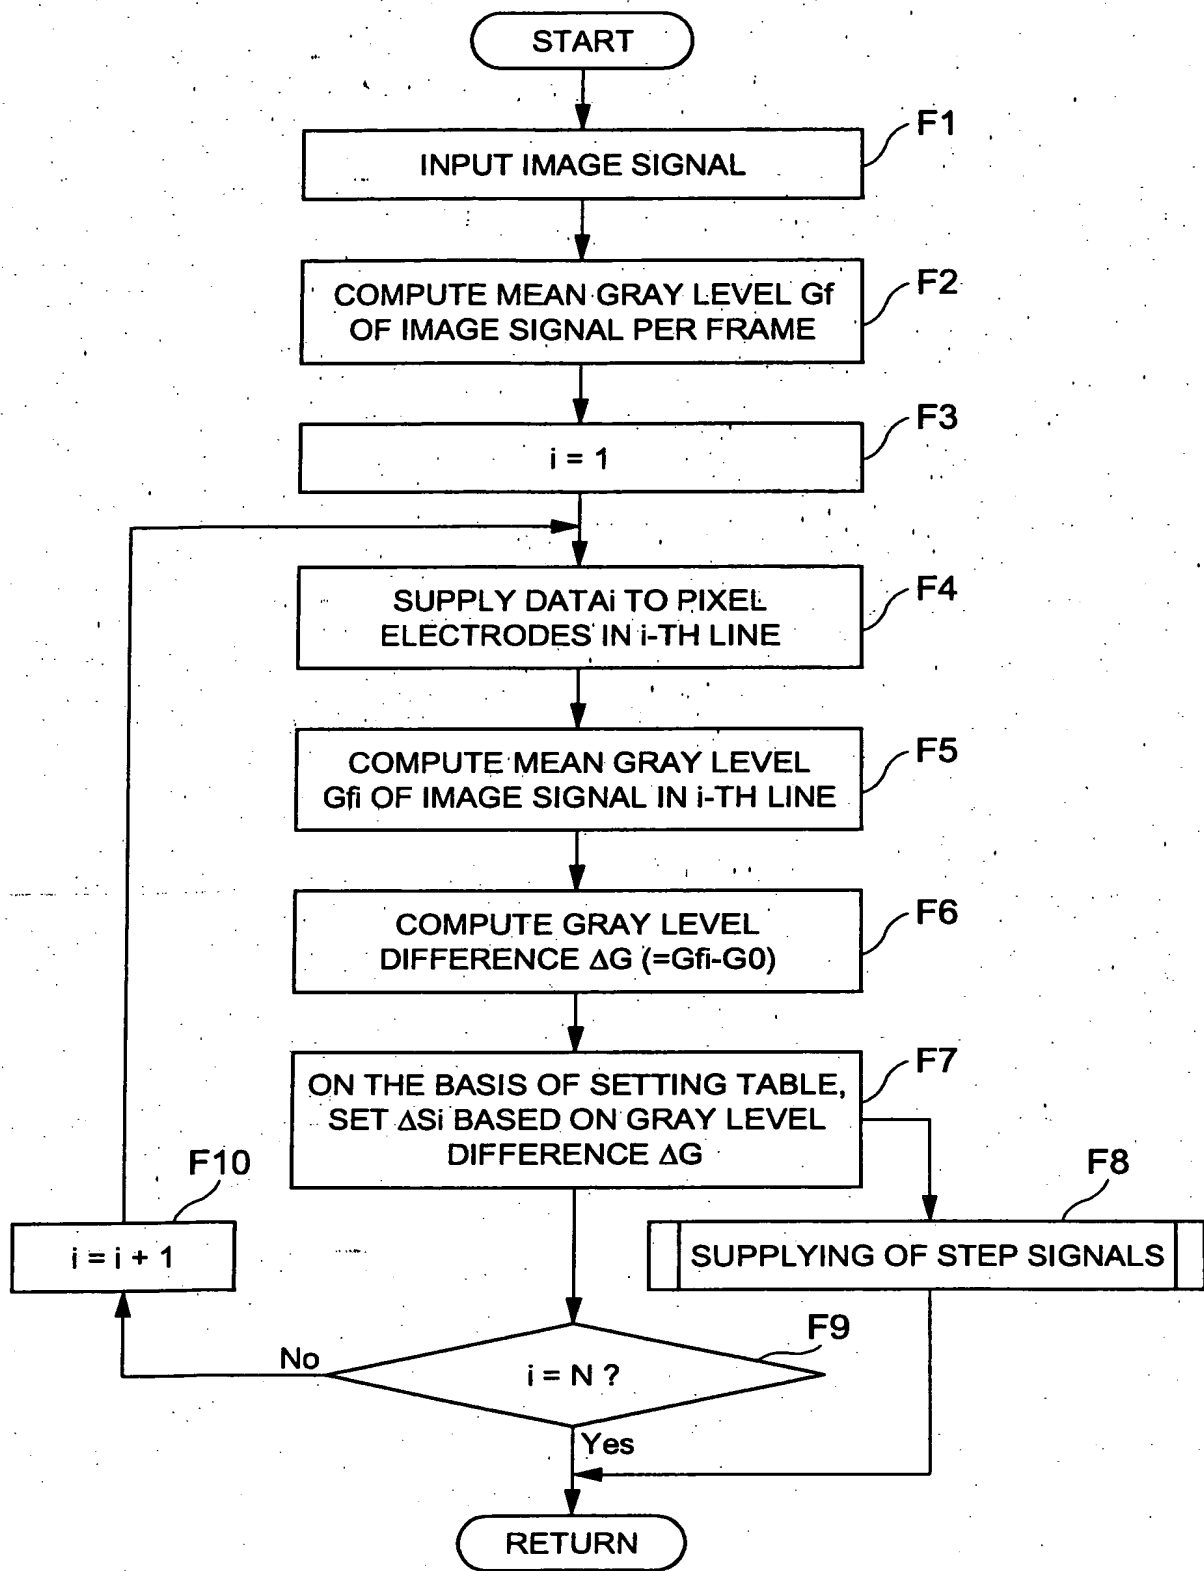 START
F1
INPUT IMAGE SIGNAL
F2
COMPUTE MEAN GRAY LEVEL Gf
OF IMAGE SIGNAL PER FRAME
F3
i = 1
F4
SUPPLY DATAi TO PIXEL
ELECTRODES IN i-TH LINE
F5
COMPUTE MEAN GRAY LEVEL
Gfi OF IMAGE SIGNAL IN i-TH LINE
F6
COMPUTE GRAY LEVEL
DIFFERENCE ΔG (=Gfi-G0)
F7
ON THE BASIS OF SETTING TABLE,
SET ΔSi BASED ON GRAY LEVEL
DIFFERENCE ΔG
F10
i = i + 1
F8
SUPPLYING OF STEP SIGNALS
F9
No
i = N ?
Yes
RETURN